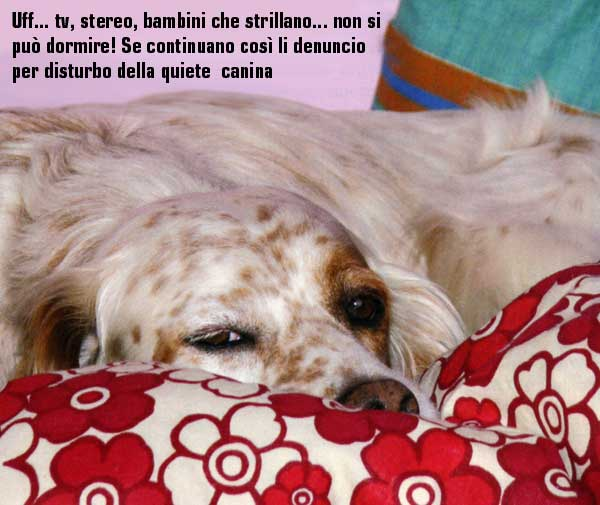 Uff... tv, stereo, bambini che strillano... non si
può dormire! Se continuano così li denuncio
per disturbo della quiete  canina